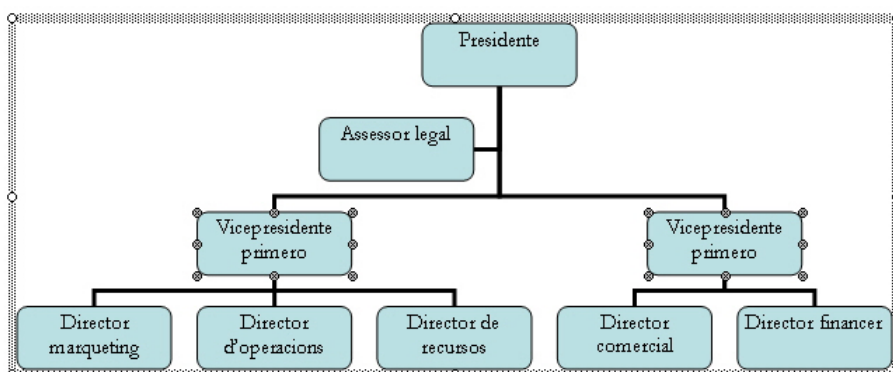 Presidente
Assessor legal
Vicepresidente
primero
Vicepresidente
primero
Director
marqueting
Director
d'operacions
Director de
recursos
Director
comercial
Director financer